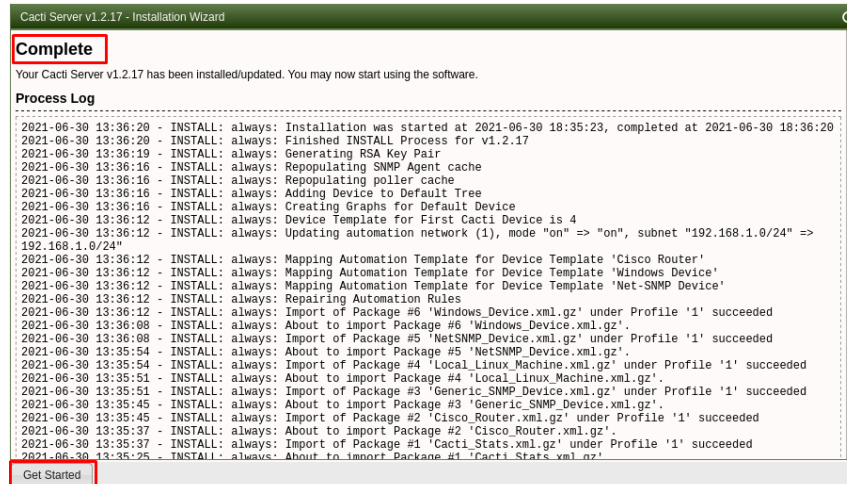 Cacti Server v1.2.17 - Installation Wizard
Complete
Your Cacti Server v1.2.17 has been installed/updated. You may now start using the software.
Process Log
2021-06-30 13:36:20 - INSTALL: always: Installation was started at 2021-06-30 18:35:23, completed at 2021-06-30 18:36:20
2021-06-30 13:36:20 - INSTALL: always: Finished INSTALL Process for v1.2.17
2021-06-30 13:36:19 - INSTALL: always: Generating RSA Key Pair
2021-06-30 13:36:16 - INSTALL: always: Repopulating SNMP Agent cache
2021-06-30 13:36:16 - INSTALL: always: Repopulating poller cache
2021-06-30 13:36:16 - INSTALL: always: Adding Device to Default Tree
2021-06-30 13:36:16 - INSTALL: always: Creating Graphs for Default Device
2021-06-30 13:36:12 - INSTALL: always: Device Template for First Cacti Device is 4
2021-06-30 13:36:12 - INSTALL: always: Updating automation network (1), mode "on" => "on", subnet "192.168.1.0/24" =>
192.168.1.0/24"
2021-06-30 13:36:12 - INSTALL: always: Mapping Automation Template for Device Template 'Cisco Router'
2021-06-30 13:36:12 - INSTALL: always: Mapping Automation Template for Device Template 'Windows Device'
2021-06-30 13:36:12 - INSTALL: always: Mapping Automation Template for Device Template 'Net-SNMP Device'
2021-06-30 13:36:12 - INSTALL: always: Repairing Automation Rules
2021-06-30 13:36:12 - INSTALL: always: Import of Package #6 'Windows_Device.xml.gz' under Profile '1' succeeded
2021-06-30 13:36:08 - INSTALL: always: About to import Package #6 'Windows_Device.xml.gz'.
2021-06-30 13:36:08 - INSTALL: always: Import of Package #5 'NetSNMP_Device.xml.gz' under Profile '1' succeeded
2021-06-30 13:35:54 - INSTALL: always: About to import Package #5 'NetSNMP_Device.xml.gz'.
2021-06-30 13:35:54 - INSTALL: always: Import of Package #4 'Local_Linux_Machine.xml.gz' under Profile '1' succeeded
2021-06-30 13:35:51 - INSTALL: always: About to import Package #4 'Local_Linux_Machine.xml.gz'.
2021-06-30 13:35:51 - INSTALL: always: Import of Package #3 'Generic_SNMP_Device.xml.gz' under Profile '1' succeeded
2021-06-30 13:35:45 - INSTALL: always: About to import Package #3 'Generic_SNMP_Device.xml.gz'.
2021-06-30 13:35:45 - INSTALL: always: Import of Package #2 'Cisco_Router.xml.gz' under Profile '1' succeeded
2021-06-30 13:35:37 - INSTALL: always: About to import Package #2 'Cisco_Router.xml.gz'.
2021-06-30 13:35:37 - INSTALL: always: Import of Package #1 'Cacti_Stats.xml.gz' under Profile '1' succeeded
2021-06-30 13:35:25 - INSTALL: always: About to import Package #1 'Cacti_Stats.xml.gz'
Get Started